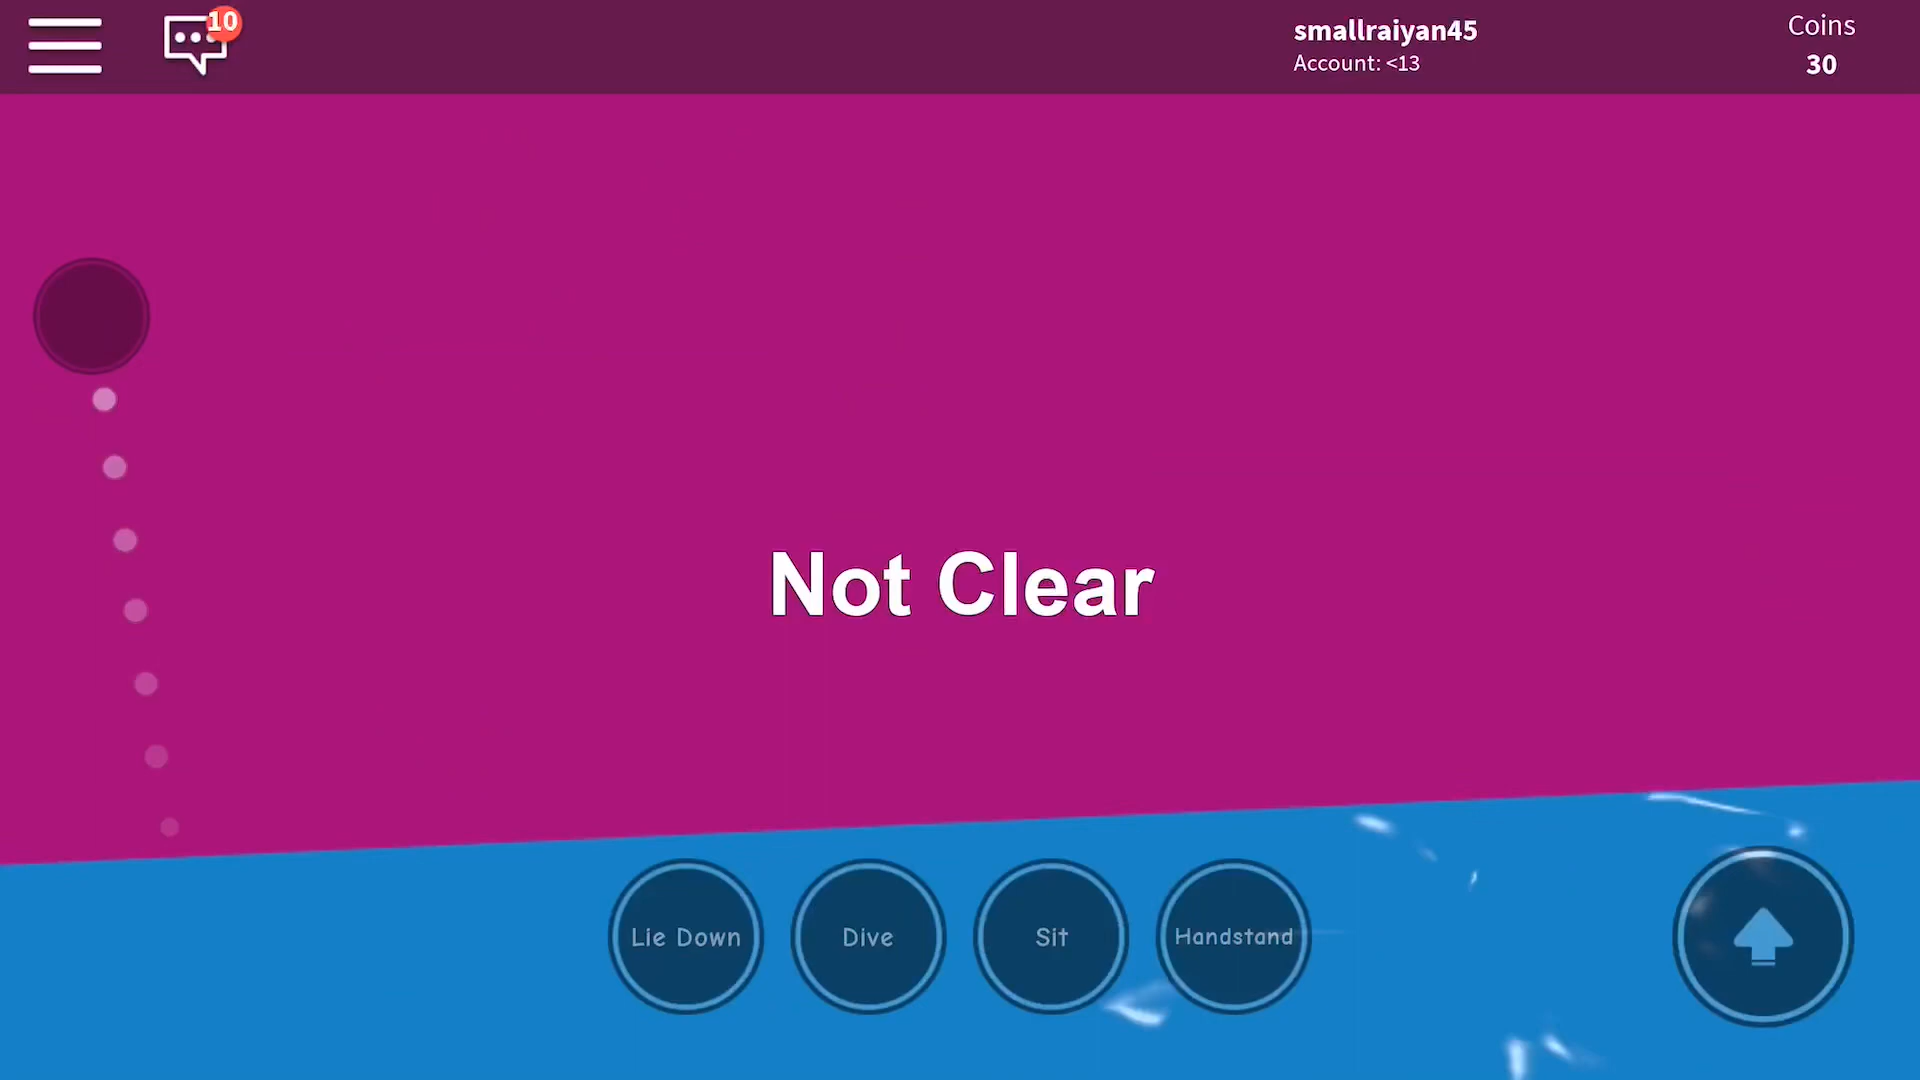 10
smallraiyan45
Account: <13
Coins
30
Not Clear
Lie Down
Dive
Sit
Handstand